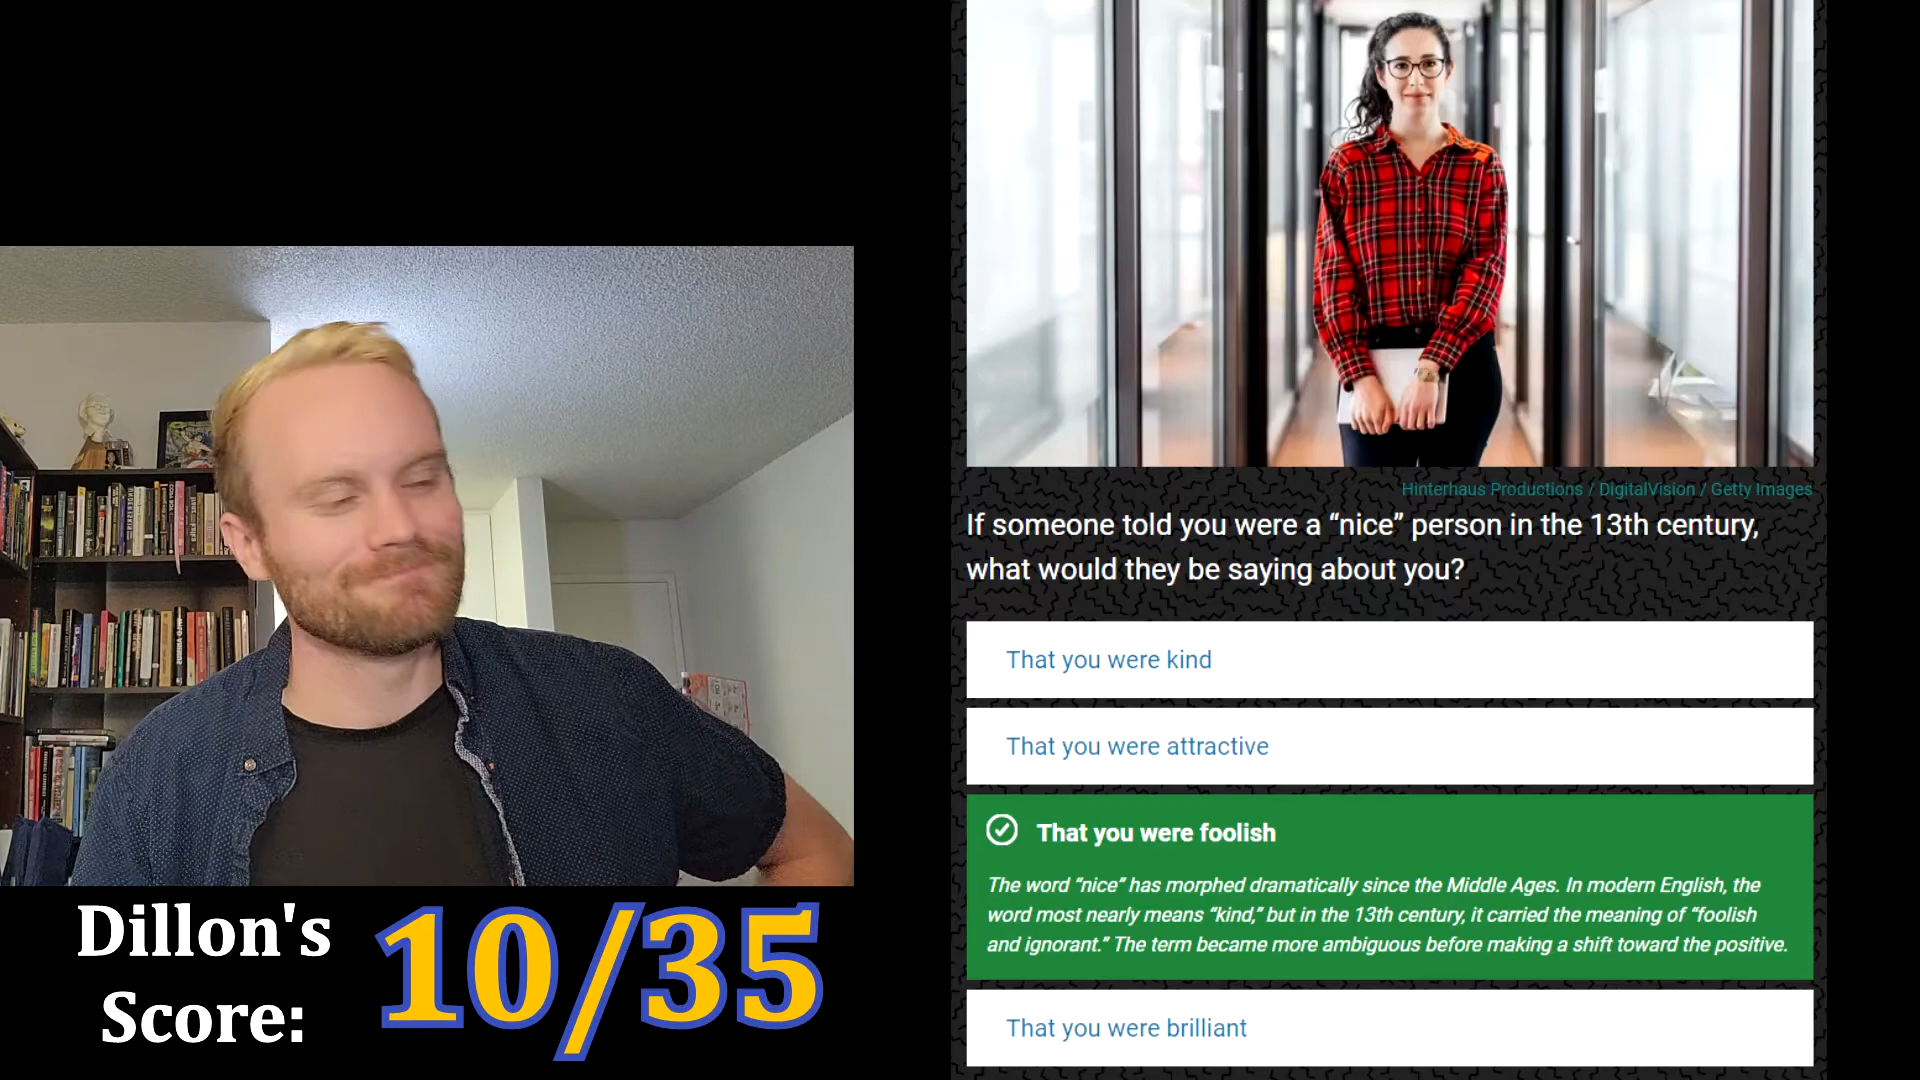 Hinterhaus Productions / DigitalVision / Getty Images
If someone told you were a “nice” person in the 13th century,
what would they be saying about you?
That you were kind
That you were attractive
That you were foolish
The word “nice” has morphed dramatically since the Middle Ages. In modern English, the
word most nearly means “kind,” but in the 13th century, it carried the meaning of “foolish
and ignorant.” The term became more ambiguous before making a shift toward the positive.
That you were brilliant
Dillon's
Score:
10/35